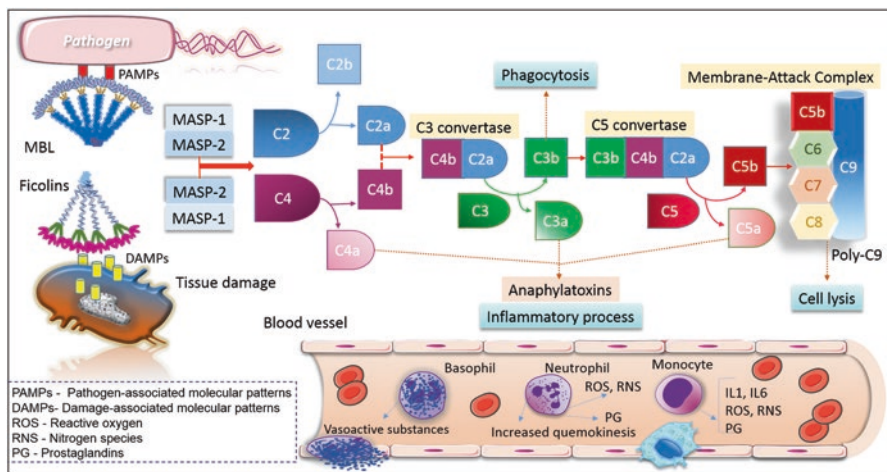 Pathogen
PAMPs
MBL
Ficolins
DAMPs
Tissue damage
MASP-1
MASP-2
MASP-2
MASP-1
C2b
C2
C2a
C4
C4b
C4a
C3 convertase
C4b C2a
C3
C3a
C3b
Phagocytosis
C5 convertase
C3b C4b C2a
C5
C5a
C5b
Membrane-Attack Complex
C5b
C6
C7
C8
C9
Poly-C9
Cell lysis
Anaphylatoxins
Inflammatory process
Blood vessel
Basophil
Vasoactive substances
Neutrophil
ROS, RNS
PG
Increased quemokinesis
Monocyte
IL1, IL6
ROS, RNS
PG
PAMPs - Pathogen-associated molecular patterns
DAMPs- Damage-associated molecular patterns
ROS - Reactive oxygen
RNS - Nitrogen species
PG - Prostaglandins